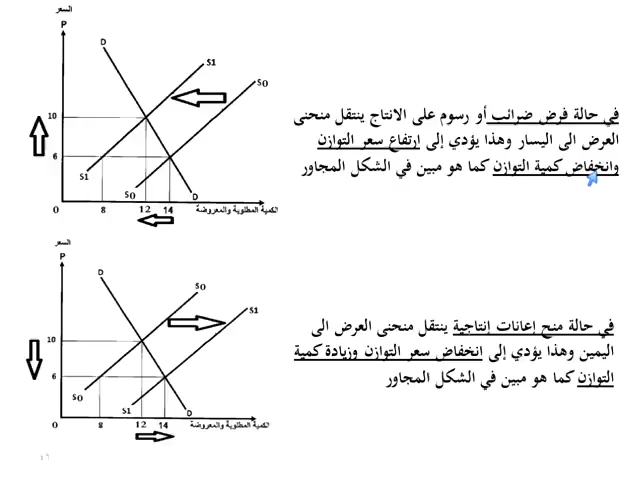 السعر
P
D
S1
S0
10
6
S1
S0
D
0
8
12
14
الكمية المطلوبة والمعروضة
في حالة فرض ضرائب أو رسوم على الانتاج ينتقل منحنى
العرض الى اليسار وهذا يؤدي إلى إرتفاع سعر التوازن
وانخفاض كمية التوازن كما هو مبين في الشكل المجاور
السعر
P
D
S0
S1
10
6
S0
S1
D
0
8
12
14
الكمية المطلوبة والمعروضة
في حالة منح إعانات إنتاجية ينتقل منحنى العرض الى
اليمين وهذا يؤدي إلى انخفاض سعر التوازن وزيادة كمية
التوازن كما هو مبين في الشكل المجاور
١٦